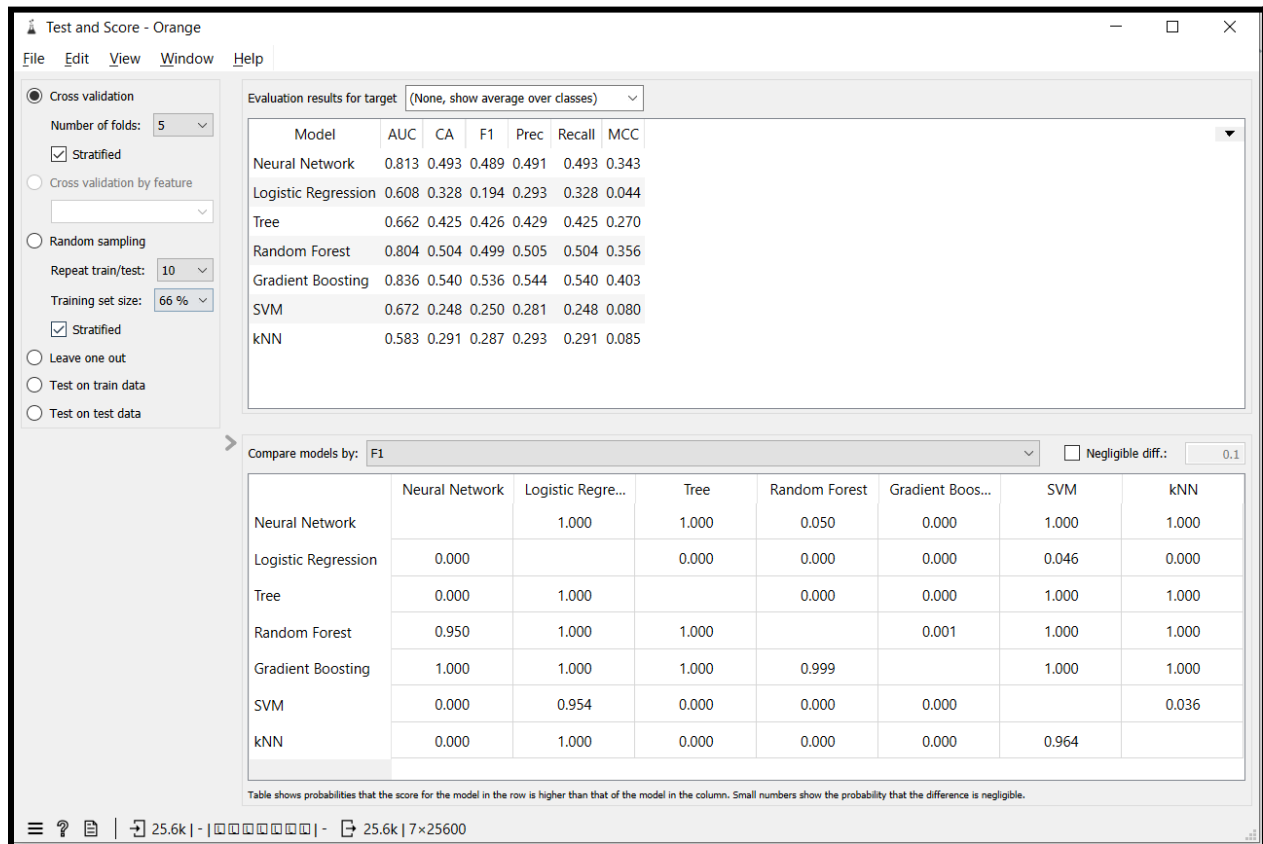 Test and Score - Orange
File Edit View Window Help
Cross validation
Number of folds: 5
Stratified
Cross validation by feature
Random sampling
Repeat train/test: 10
Training set size: 66 %
Stratified
Leave one out
Test on train data
Test on test data
Evaluation results for target (None, show average over classes)
Model AUC CA F1 Prec Recall MCC
Neural Network 0.813 0.493 0.489 0.491 0.493 0.343
Logistic Regression 0.608 0.328 0.194 0.293 0.328 0.044
Tree 0.662 0.425 0.426 0.429 0.425 0.270
Random Forest 0.804 0.504 0.499 0.505 0.504 0.356
Gradient Boosting 0.836 0.540 0.536 0.544 0.540 0.403
SVM 0.672 0.248 0.250 0.281 0.248 0.080
kNN 0.583 0.291 0.287 0.293 0.291 0.085
Compare models by: F1
Negligible diff.: 0.1
Neural Network Logistic Regre... Tree Random Forest Gradient Boos... SVM kNN
Neural Network 1.000 1.000 0.050 0.000 1.000 1.000
Logistic Regression 0.000 0.000 0.000 0.000 0.046 0.000
Tree 0.000 1.000 0.000 0.000 1.000 1.000
Random Forest 0.950 1.000 1.000 0.001 1.000 1.000
Gradient Boosting 1.000 1.000 1.000 0.999 1.000 1.000
SVM 0.000 0.954 0.000 0.000 0.000 0.036
kNN 0.000 1.000 0.000 0.000 0.000 0.964
Table shows probabilities that the score for the model in the row is higher than that of the model in the column. Small numbers show the probability that the difference is negligible.
? 25.6k | - | | - 25.6k | 7×25600